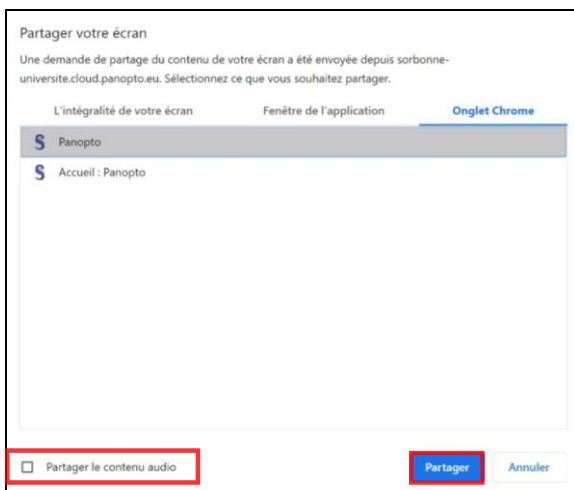 Partager votre écran
Une demande de partage du contenu de votre écran a été envoyée depuis sorbonne-
universite.cloud.panopto.eu. Sélectionnez ce que vous souhaitez partager.
L'intégralité de votre écran Fenêtre de l'application Onglet Chrome
S Panopto
S Accueil : Panopto
Partager le contenu audio Partager Annuler